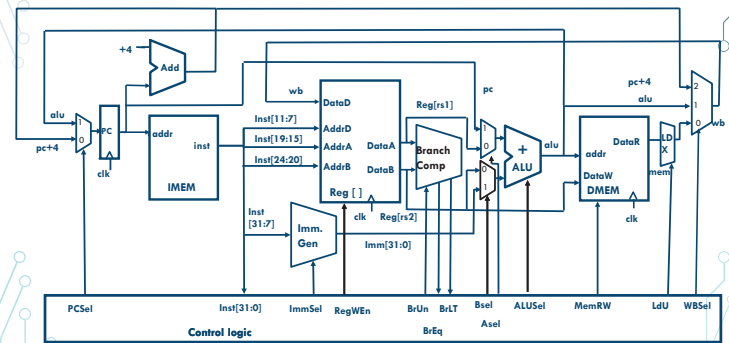 +4
Add
wb
pc
pc+4
alu
Reg[rs1]
DataD
2
alu
1
alu
1
PC
Inst[11:7]
AddrD
1
0
addr
0
Inst[19:15]
AddrA
DataA
Branch
Comp
0
+
ALU
alu
DataR
LD
X
wb
pc+4
inst
Inst[24:20]
AddrB
DataB
0
addr
mem
clk
IMEM
Reg [ ]
1
DataW
DMEM
clk
Reg[rs2]
clk
Inst
[31:7]
Imm.
Gen
Imm[31:0]
PCSel
Inst[31:0]
ImmSel
RegWEn
BrUn
BrLT
Bsel
ALUSel
MemRW
LdU
WBSel
Asel
BrEq
Control logic